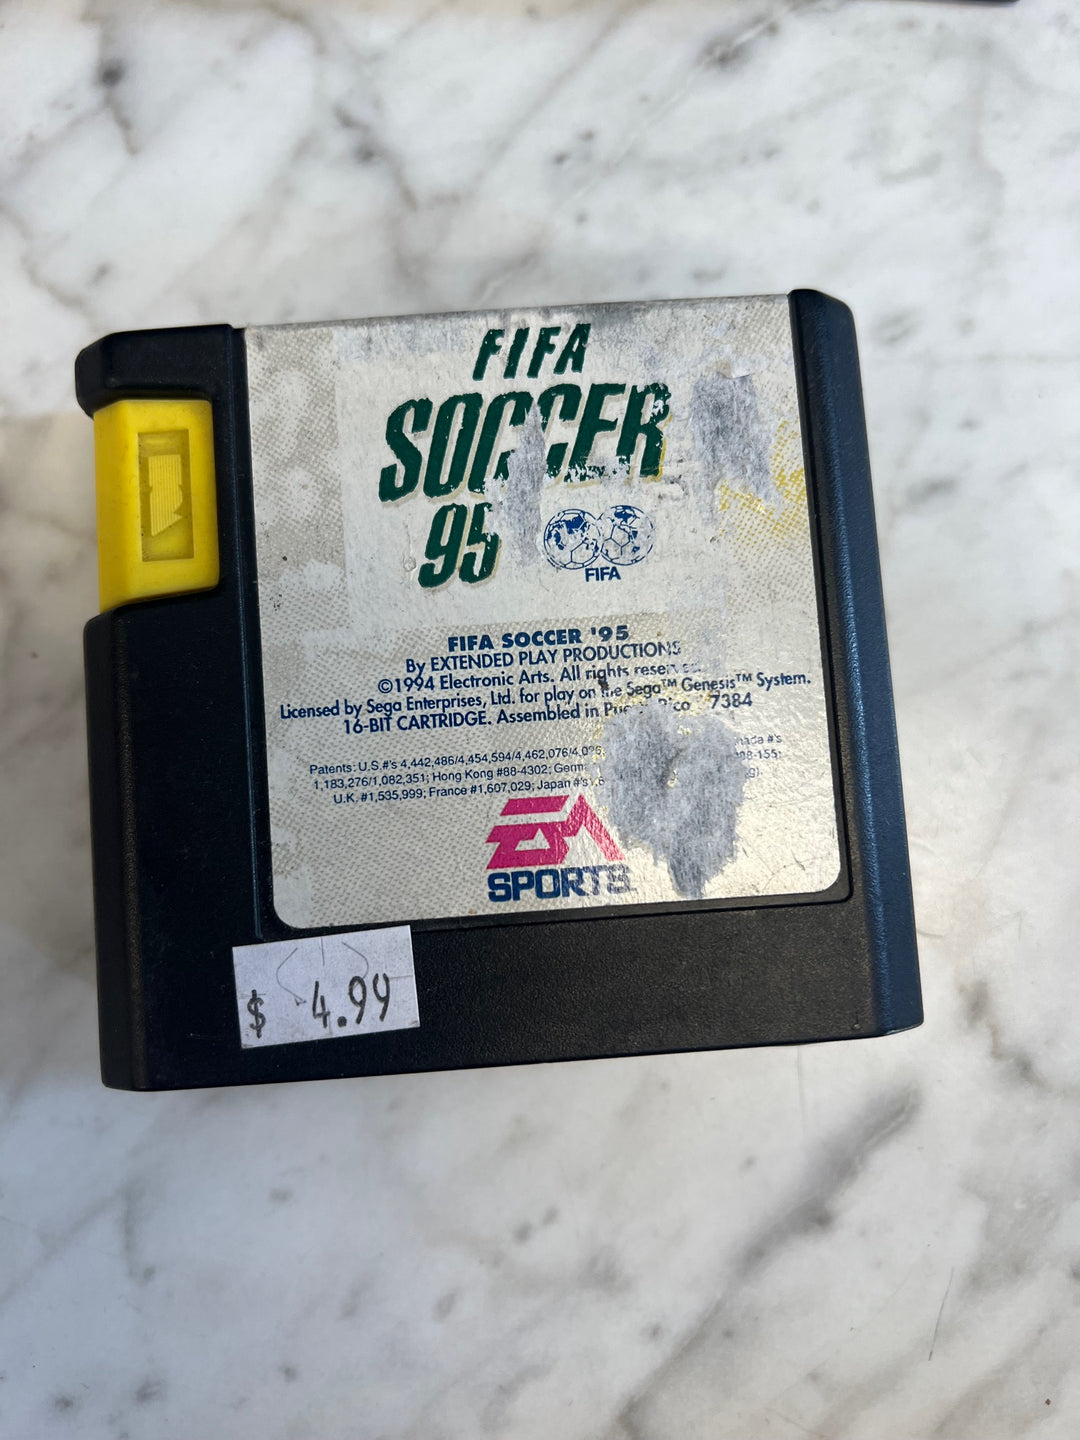 FIFA
SOCCER
95
FIFA
FIFA SOCCER '95
By EXTENDED PLAY PRODUCTIONS
©1994 Electronic Arts. All rights
Licensed by Sega Enterprises, Ltd. for play on the Sega™ Genesis™ System.
16-BIT CARTRIDGE. Assembled in 7384
Patents: U.S.#'s 4,442,486/4,454,594/4,462,076/
1,183,276/1,082,351; Hong Kong #88-4302;
U.K. #1,535,999; France #1,607,029; Japan #'s
EA
SPORTS
$ 4.99